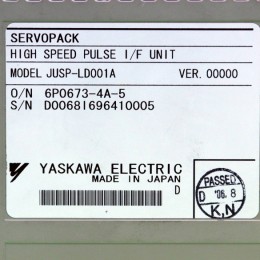 SERVOPACK
HIGH SPEED PULSE I/F UNIT
MODEL JUSP-LD001A VER. 00000
O/N 6P0673-4A-5
S/N D0068I696410005
YASKAWA ELECTRIC
MADE IN JAPAN
D
PASSED
D '06. 8
K,N